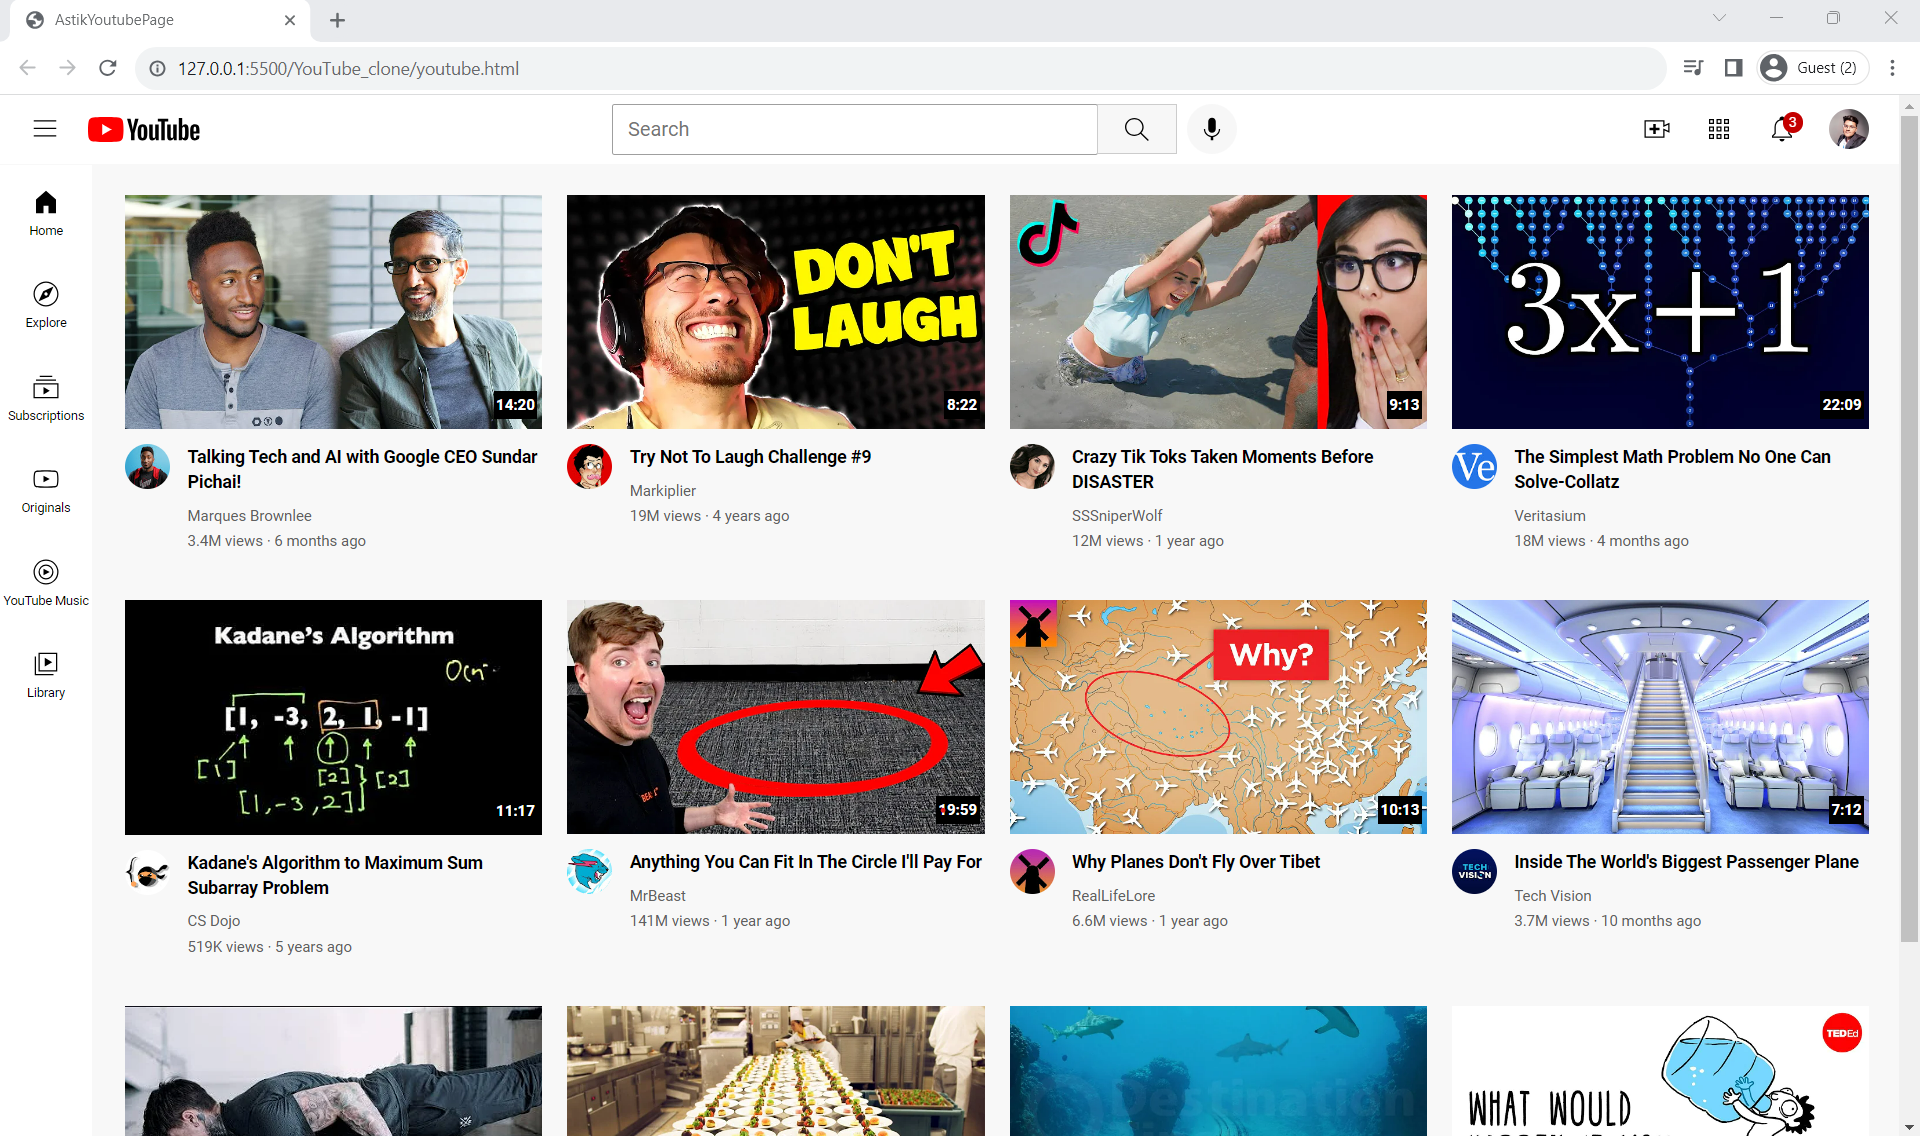 AstikYoutubePage
127.0.0.1:5500/YouTube_clone/youtube.html
Guest (2)
YouTube
Search
3
Home
Explore
Subscriptions
Originals
YouTube Music
Library
14:20
Talking Tech and AI with Google CEO Sundar
Pichai!
Marques Brownlee
3.4M views · 6 months ago
DON'T
LAUGH
8:22
Try Not To Laugh Challenge #9
Markiplier
19M views · 4 years ago
9:13
Crazy Tik Toks Taken Moments Before
DISASTER
SSSniperWolf
12M views · 1 year ago
3x+1
22:09
Ve
The Simplest Math Problem No One Can
Solve-Collatz
Veritasium
18M views · 4 months ago
Kadane's Algorithm
[1, -3, 2, 1, -1]
[1]
[2]
[2]
[1,-3,2]
11:17
Kadane's Algorithm to Maximum Sum
Subarray Problem
CS Dojo
519K views · 5 years ago
19:59
Anything You Can Fit In The Circle I'll Pay For
MrBeast
141M views · 1 year ago
Why?
10:13
Why Planes Don't Fly Over Tibet
RealLifeLore
6.6M views · 1 year ago
7:12
TECH
VISION
Inside The World's Biggest Passenger Plane
Tech Vision
3.7M views · 10 months ago
Destination
TEDEd
WHAT WOULD